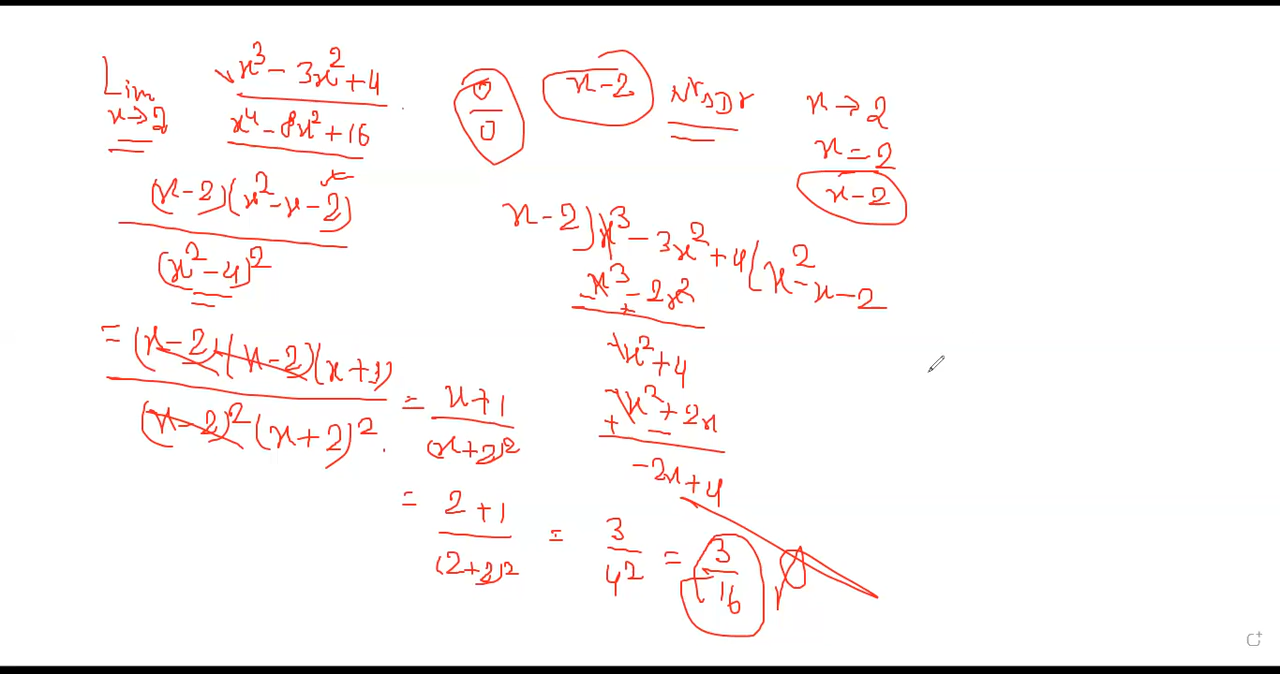 Lim x→2 x³ - 3x² + 4 / x⁴ - 8x² + 16
0/0
x-2
Nr, Dr
x → 2
x = 2
x-2
(x-2)(x²-x-2) / (x²-4)²
= (x-2)(x-2)(x+1) / (x-2)²(x+2)²
= x+1 / (x+2)²
= 2+1 / (2+2)² = 3 / 4² = 3 / 16
x-2) x³ - 3x² + 4 ( x² - x - 2
x³ - 2x²
- +
-x² + 4
-x² + 2x
+ -
-2x + 4